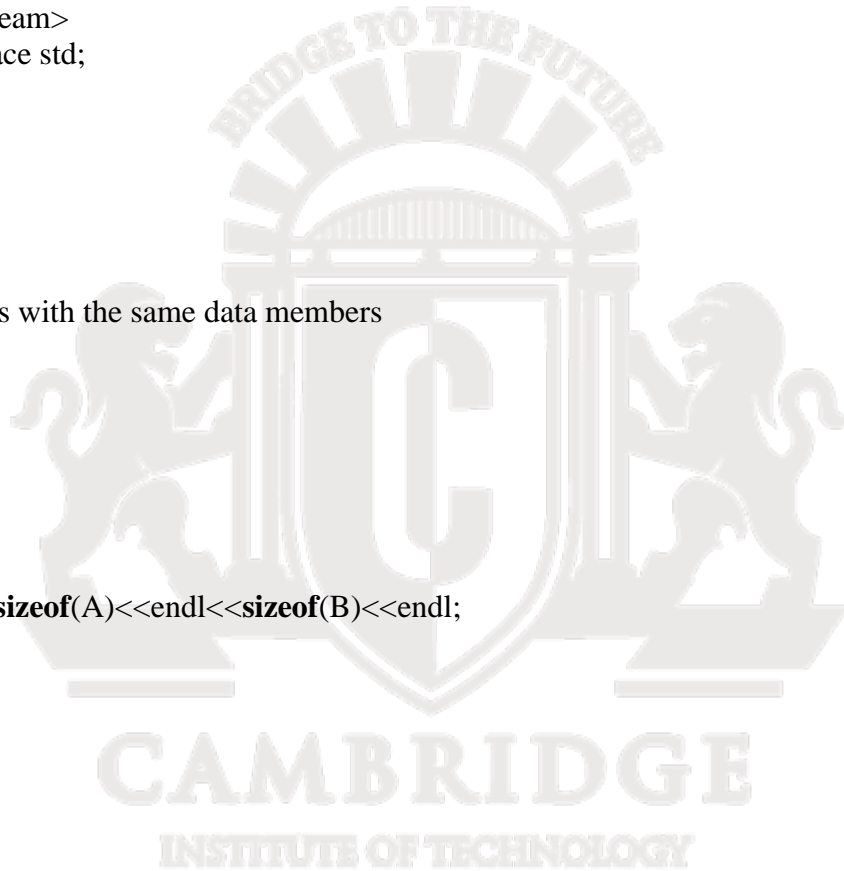 eam>
ace std;
BRIDGE TO THE FUTURE
s with the same data members
C
sizeof(A)<<endl<<sizeof(B)<<endl;
CAMBRIDGE
INSTITUTE OF TECHNOLOGY